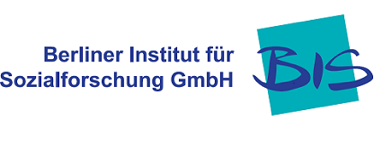 Berliner Institut für
Sozialforschung GmbH
BIS